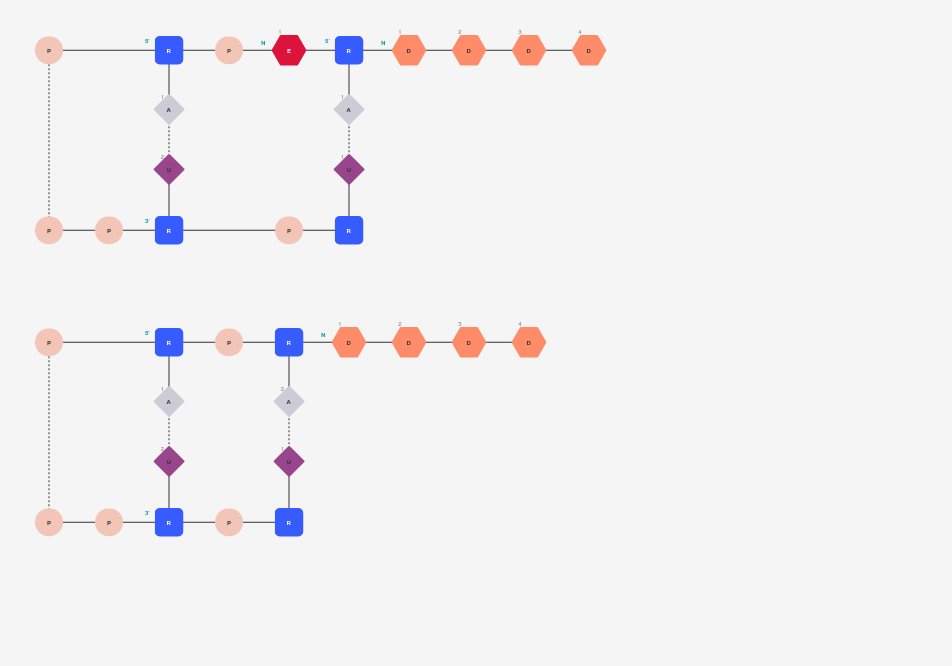 1 1 2 3 4
5' N 5' N
P R P E R D D D D
1 1
A A
2 1
U U
3'
P P R P R
1 2 3 4
5' N
P R P R D D D D
1 2
A A
2 1
U U
3'
P P R P R